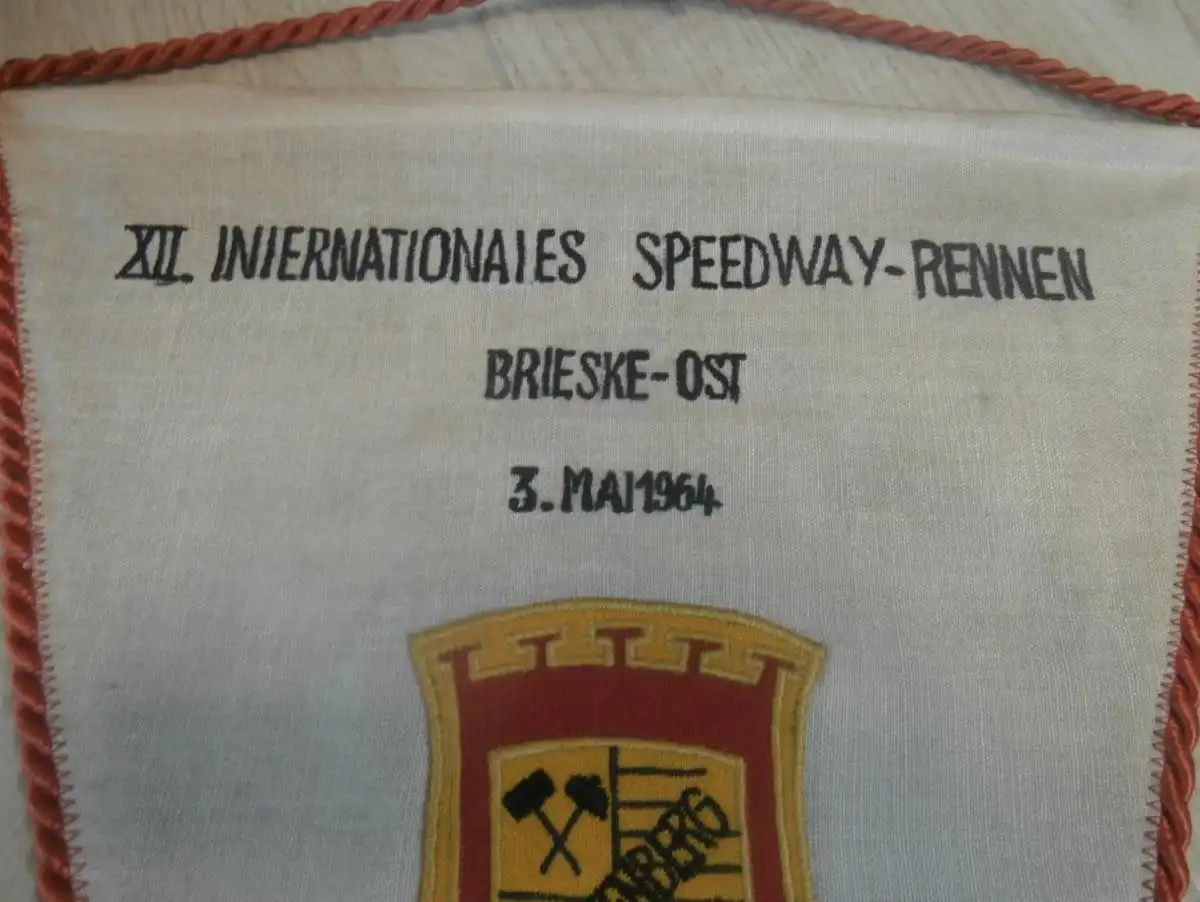 XII. INIERNATIONAIES SPEEDWAY-RENNEN
BRIESKE-OST
3. MAI 1964